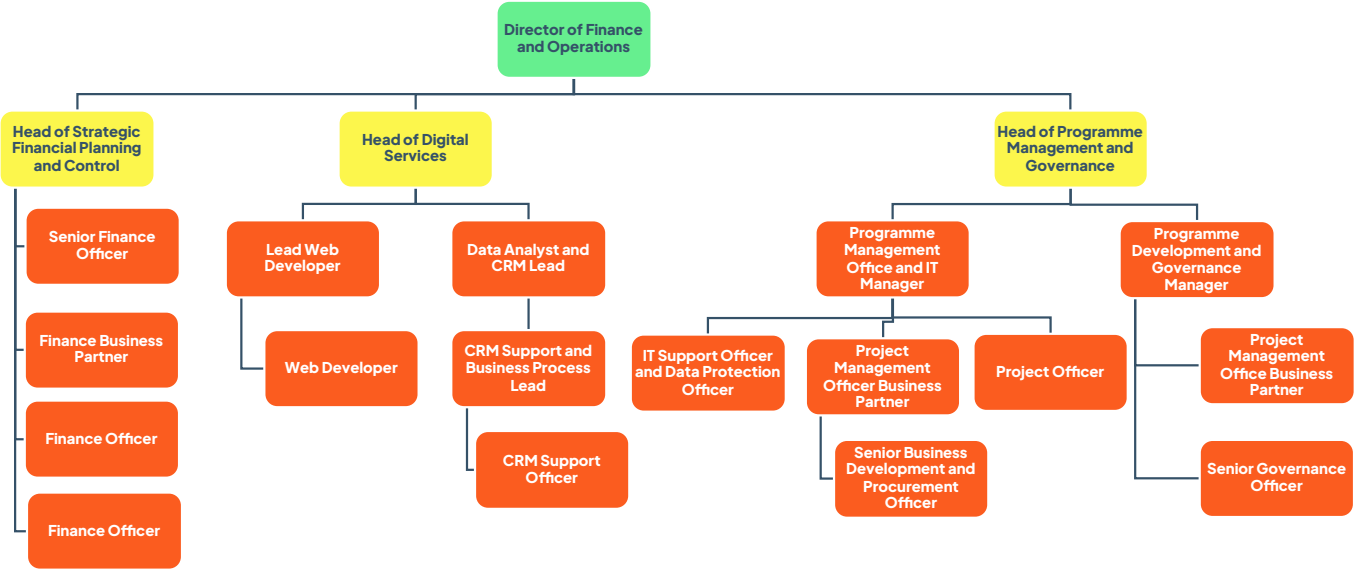 Director of Finance
and Operations
Head of Strategic
Financial Planning
and Control
Head of Digital
Services
Head of Programme
Management and
Governance
Senior Finance
Officer
Finance Business
Partner
Finance Officer
Finance Officer
Lead Web
Developer
Web Developer
Data Analyst and
CRM Lead
CRM Support and
Business Process
Lead
CRM Support
Officer
Programme
Management
Office and IT
Manager
IT Support Officer
and Data Protection
Officer
Project
Management
Officer Business
Partner
Senior Business
Development and
Procurement
Officer
Project Officer
Programme
Development and
Governance
Manager
Project
Management
Office Business
Partner
Senior Governance
Officer